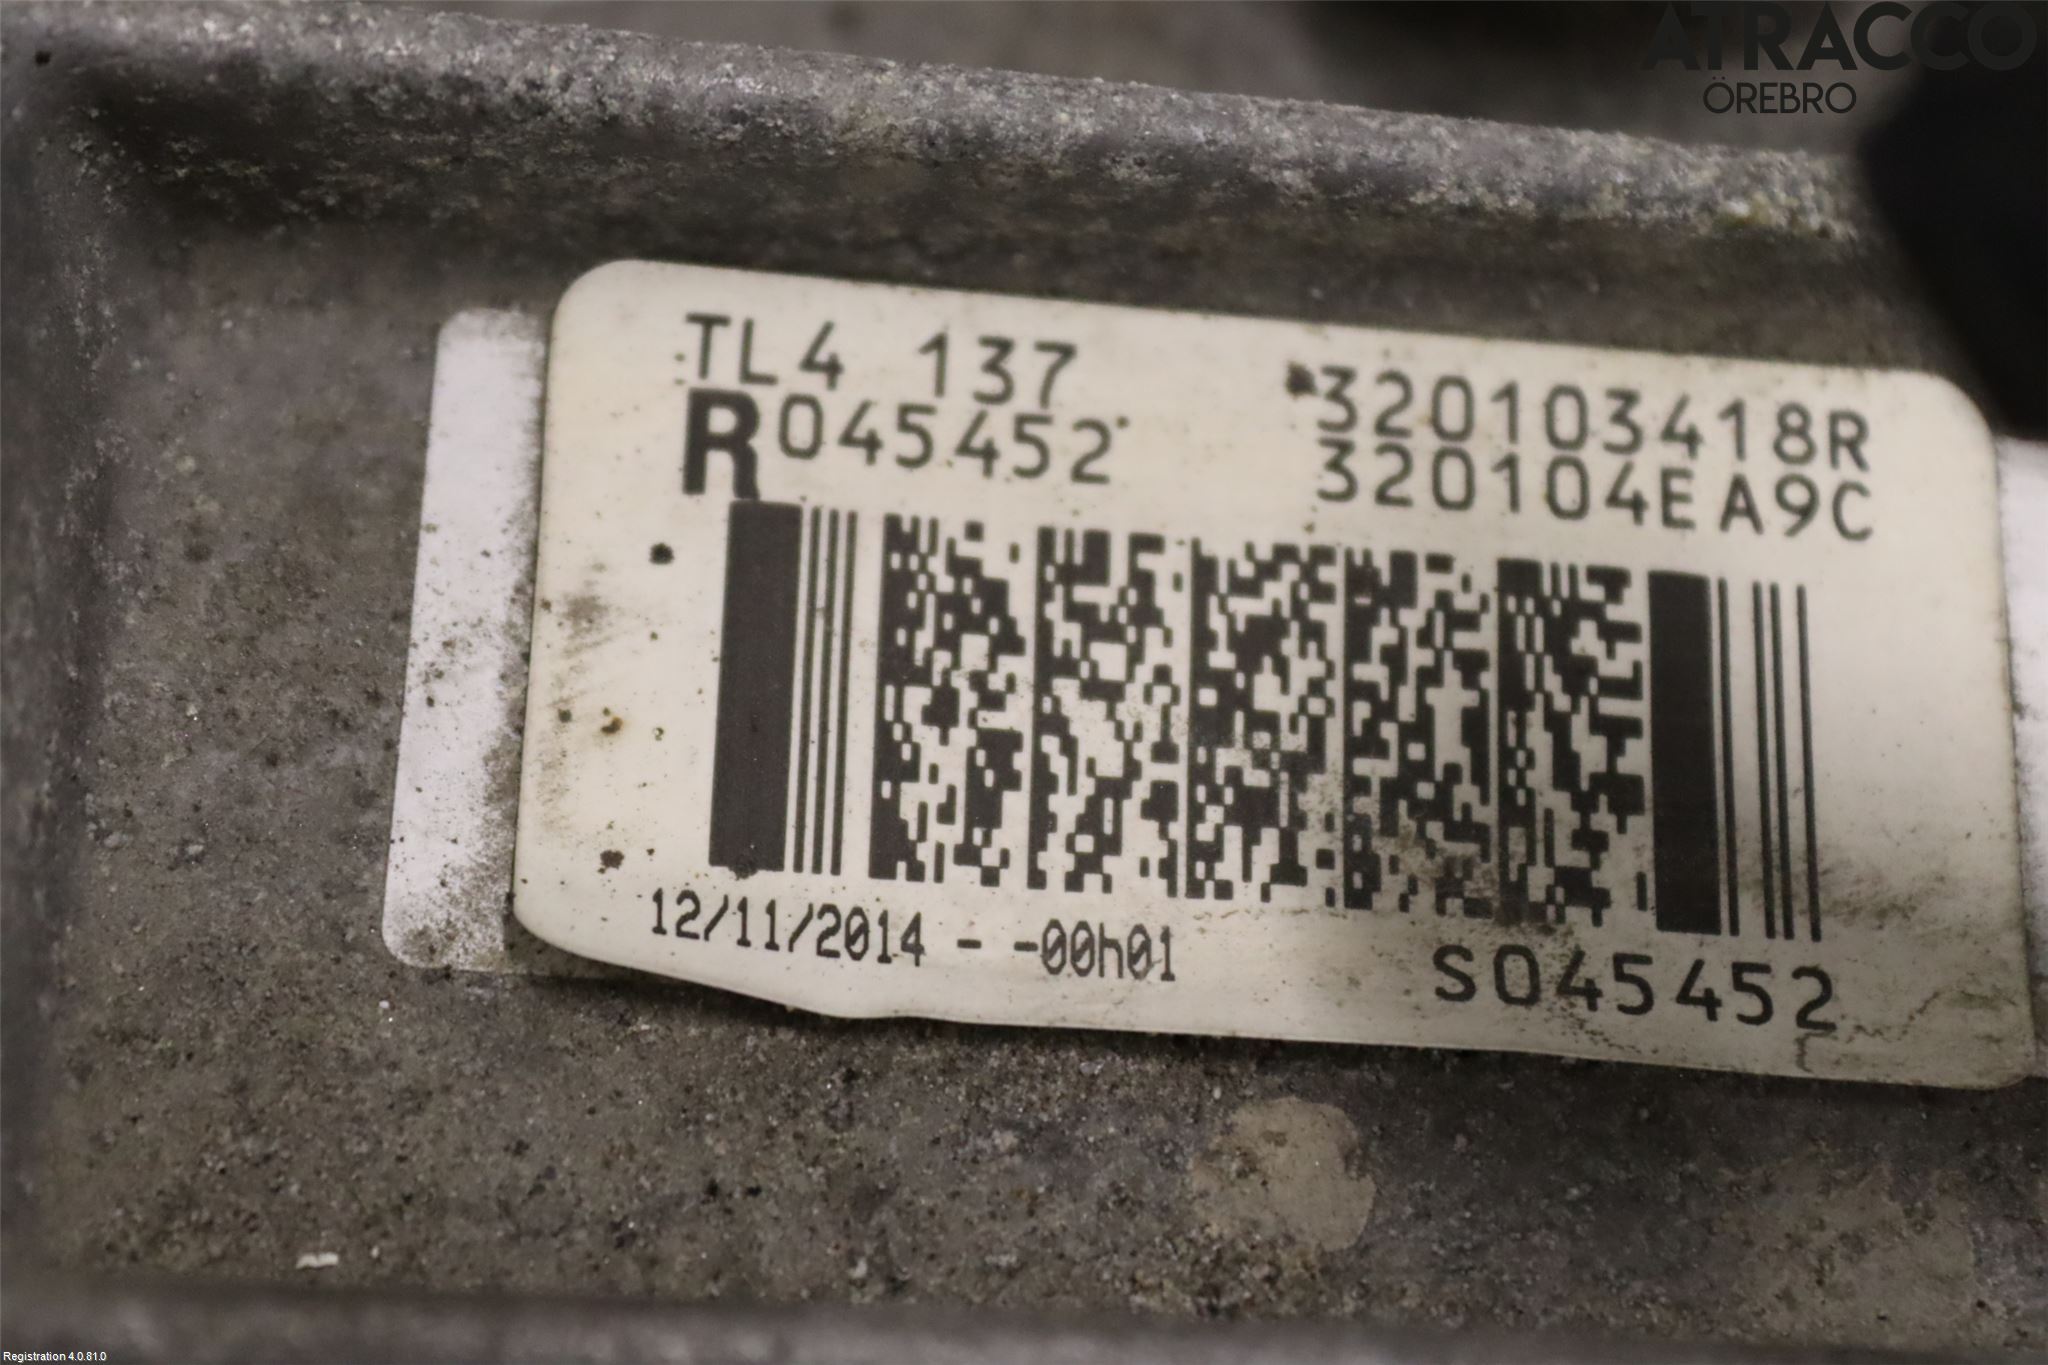 ATRACCO
ÖREBRO
TL4 137
R045452
320103418R
320104EA9C
12/11/2014 - -00h01
S045452
Registration 4.0.81.0